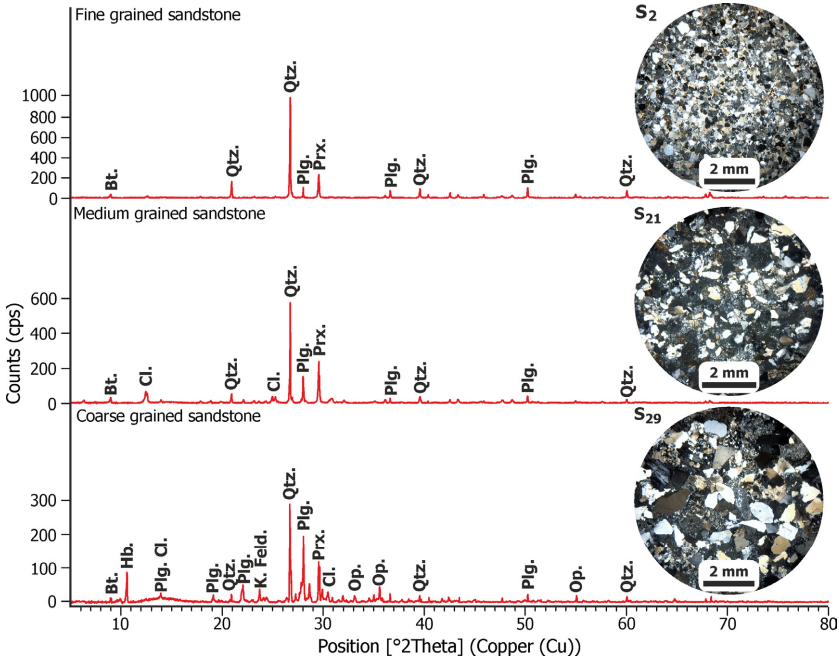 Fine grained sandstone
S2
1000
800
600
400
200
0
Bt. Qtz. Qtz. Plg. Prx. Plg. Qtz. Plg. Qtz.
2 mm
Medium grained sandstone
S21
600
400
200
0
Bt. Cl. Qtz. Cl. Qtz. Plg. Prx. Plg. Qtz. Plg. Qtz.
2 mm
Coarse grained sandstone
S29
300
200
100
0
Bt. Hb. Plg. Cl. Plg. Qtz. Plg. K. Feld. Qtz. Plg. Prx. Cl. Op. Op. Qtz. Plg. Op. Qtz.
2 mm
Counts (cps)
10 20 30 40 50 60 70 80
Position [°2Theta] (Copper (Cu))